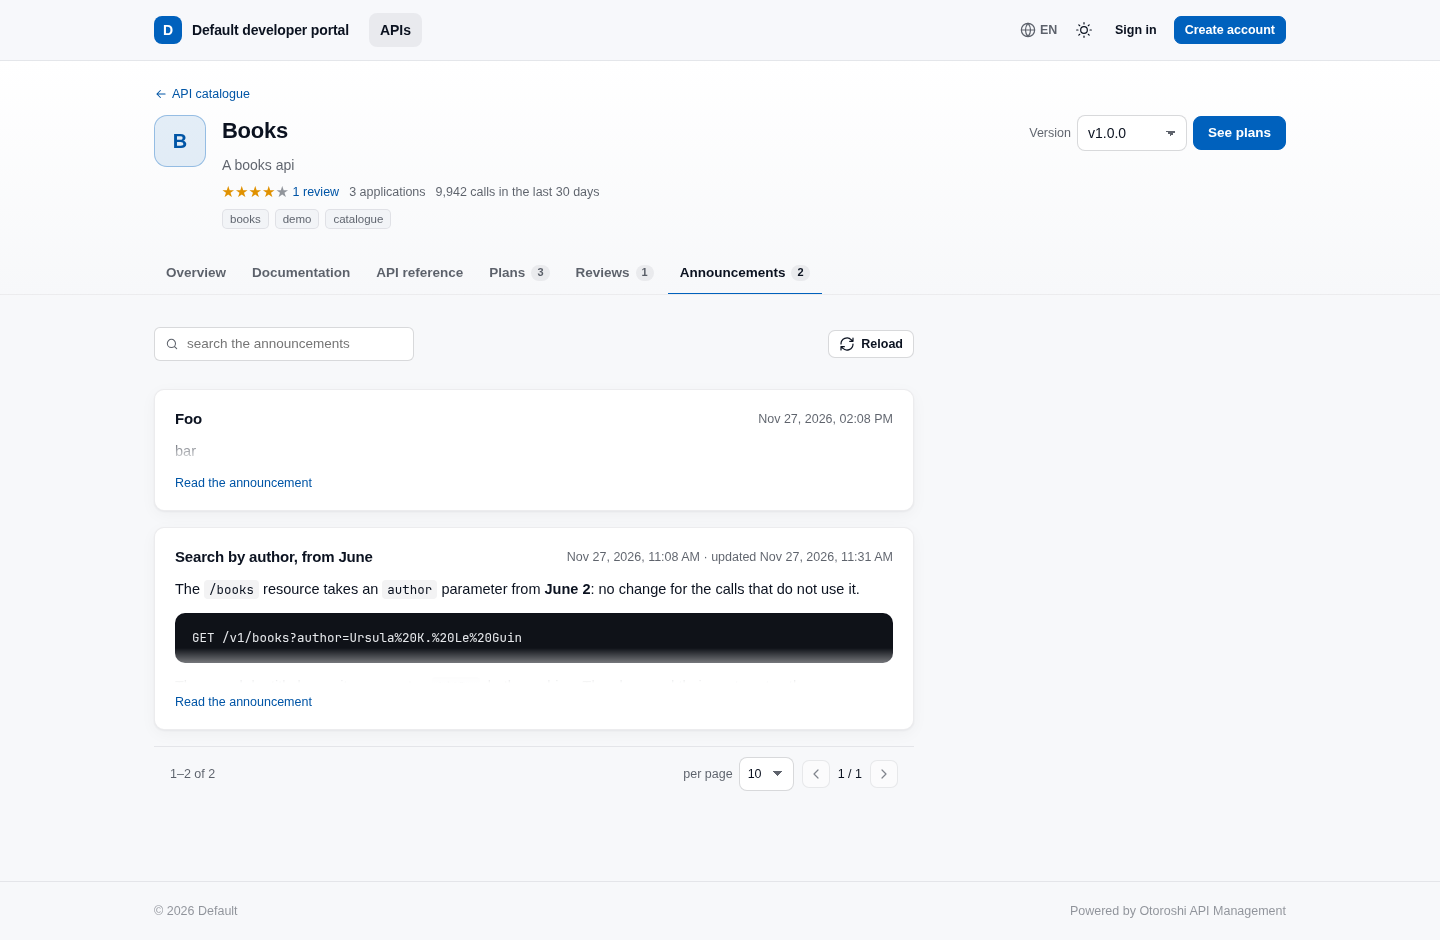 D Default developer portal APIs EN Sign in Create account
API catalogue
B Books Version v1.0.0 See plans
A books api
1 review 3 applications 9,942 calls in the last 30 days
books demo catalogue
Overview Documentation API reference Plans 3 Reviews 1 Announcements 2
search the announcements Reload
Foo Nov 27, 2026, 02:08 PM
bar
Read the announcement
Search by author, from June Nov 27, 2026, 11:08 AM · updated Nov 27, 2026, 11:31 AM
The /books resource takes an author parameter from June 2: no change for the calls that do not use it.
GET /v1/books?author=Ursula%20K.%20Le%20Guin
Read the announcement
1–2 of 2 per page 10 1 / 1
© 2026 Default Powered by Otoroshi API Management